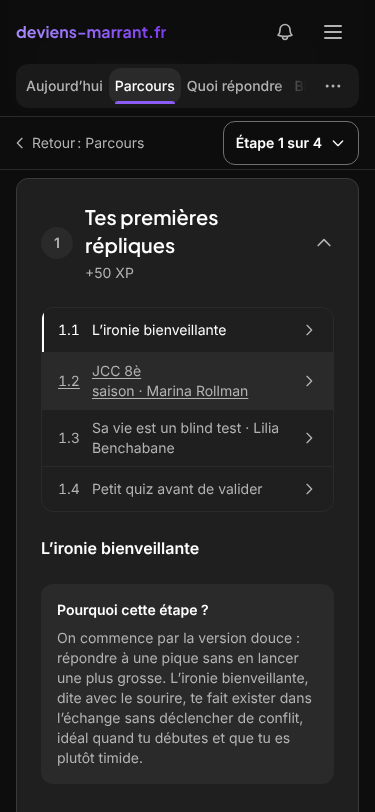 deviens-marrant.fr
Aujourd'hui Parcours Quoi répondre
Retour : Parcours
Étape 1 sur 4
Tes premières
répliques
1
+50 XP
1.1 L'ironie bienveillante
JCC 8è
1.2
saison · Marina Rollman
Sa vie est un blind test · Lilia
1.3
Benchabane
1.4 Petit quiz avant de valider
L'ironie bienveillante
Pourquoi cette étape ?
On commence par la version douce :
répondre à une pique sans en lancer
une plus grosse. L'ironie bienveillante,
dite avec le sourire, te fait exister dans
l'échange sans déclencher de conflit,
idéal quand tu débutes et que tu es
plutôt timide.